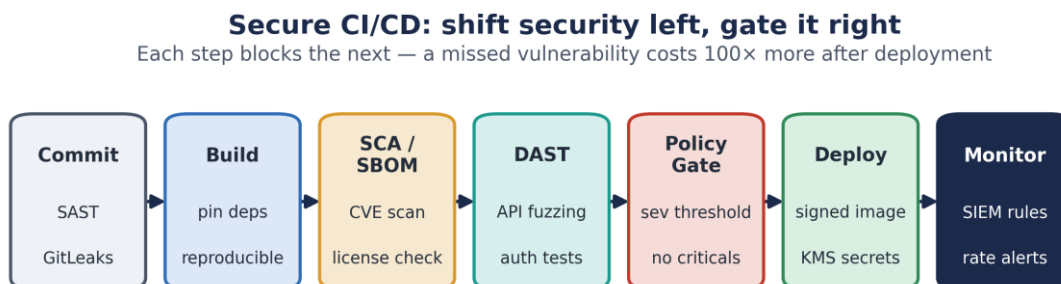 Secure CI/CD: shift security left, gate it right
Each step blocks the next — a missed vulnerability costs 100× more after deployment
Commit
SAST
GitLeaks
Build
pin deps
reproducible
SCA /
SBOM
CVE scan
license check
DAST
API fuzzing
auth tests
Policy
Gate
sev threshold
no criticals
Deploy
signed image
KMS secrets
Monitor
SIEM rules
rate alerts